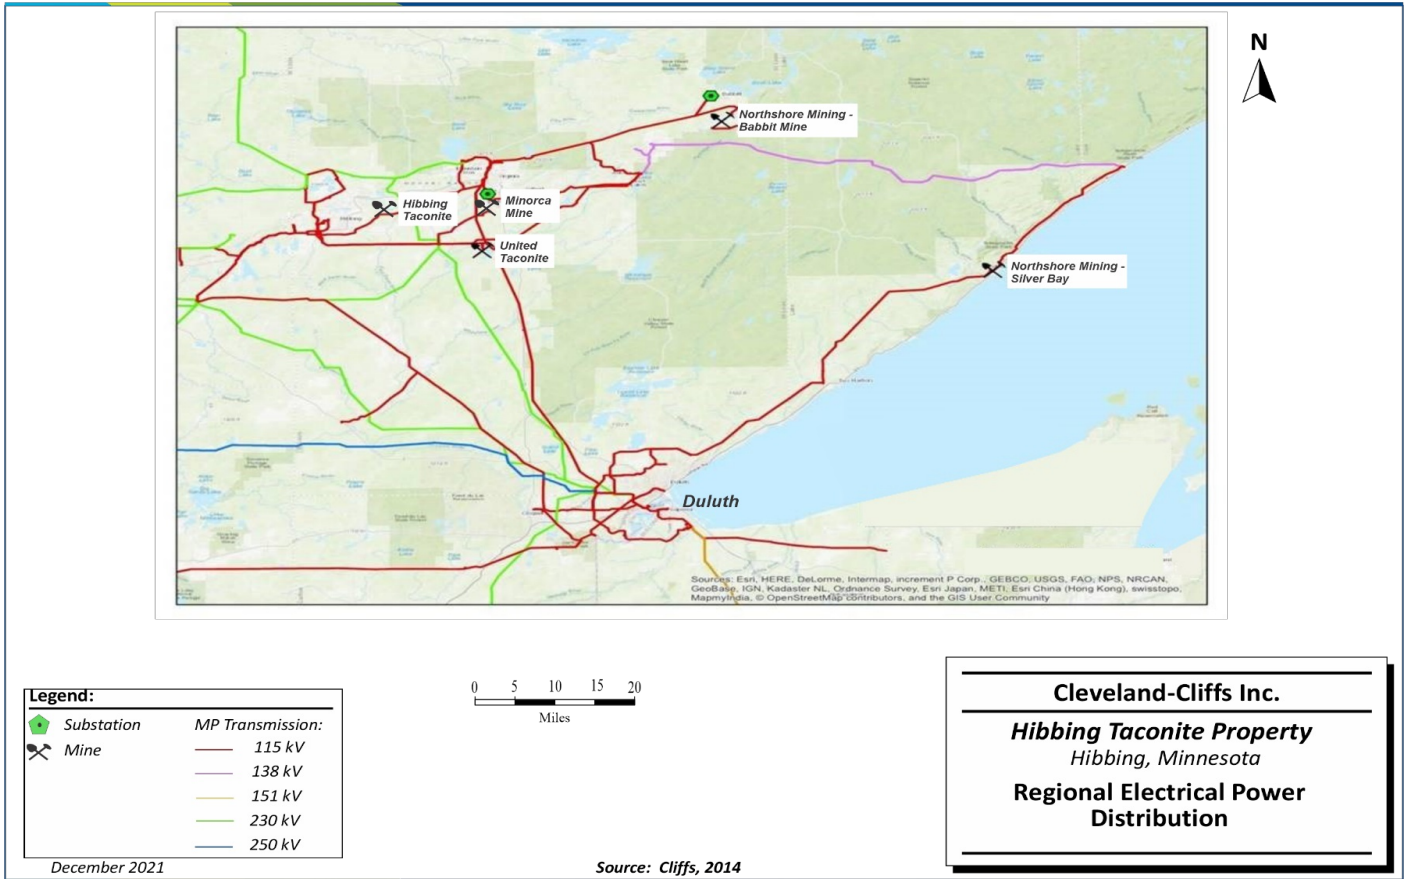 N
Northshore Mining -
Babbit Mine
Hibbing
Taconite
Minorca
Mine
United
Taconite
Northshore Mining -
Silver Bay
Duluth
Sources: Esri, HERE, DeLorme, Intermap, increment P Corp., GEBCO, USGS, FAO, NPS, NRCAN,
GeoBase, IGN, Kadaster NL, Ordnance Survey, Esri Japan, METI, Esri China (Hong Kong), swisstopo,
MapmyIndia, © OpenStreetMap contributors, and the GIS User Community
0 5 10 15 20
Miles
Legend:
Substation
Mine
MP Transmission:
115 kV
138 kV
151 kV
230 kV
250 kV
Cleveland-Cliffs Inc.
Hibbing Taconite Property
Hibbing, Minnesota
Regional Electrical Power
Distribution
December 2021
Source: Cliffs, 2014